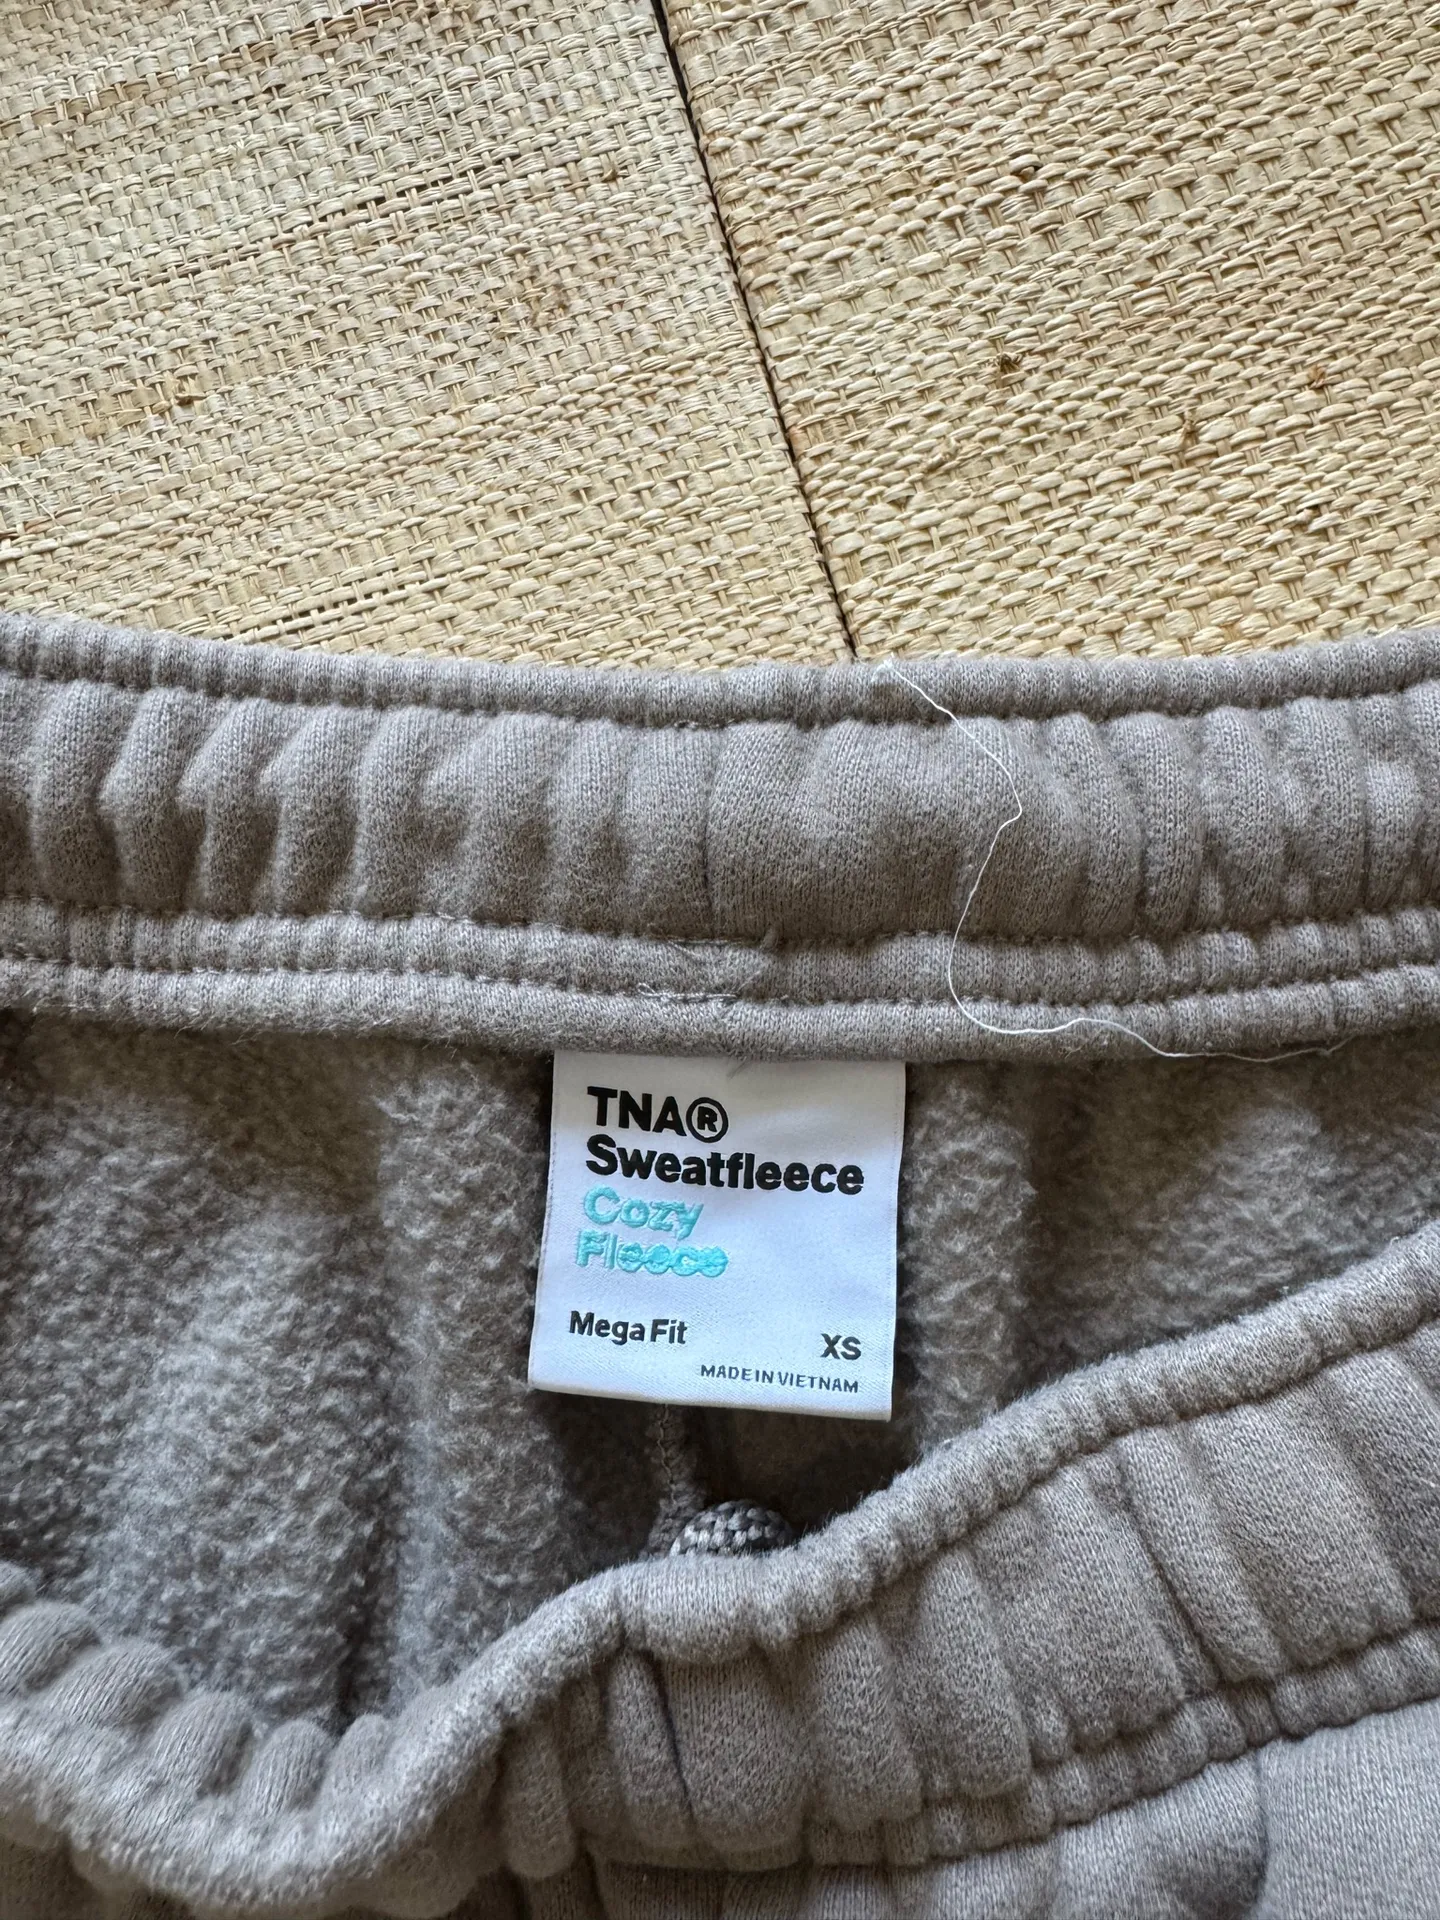 TNA®
Sweatfleece
Cozy
Fleece
Mega Fit
XS
MADE IN VIETNAM